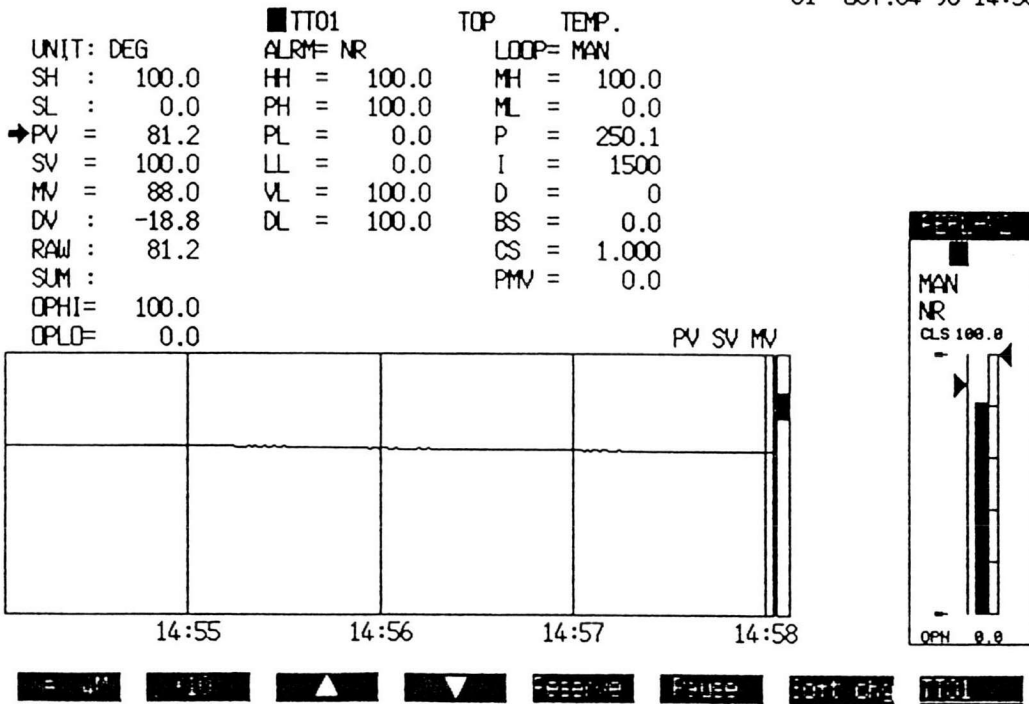 TT01 TOP TEMP.
UNIT: DEG ALRM= NR LOOP= MAN
SH : 100.0 HH = 100.0 MH = 100.0
SL : 0.0 PH = 100.0 ML = 0.0
PV = 81.2 PL = 0.0 P = 250.1
SV = 100.0 LL = 0.0 I = 1500
MV = 88.0 VL = 100.0 D = 0
DV : -18.8 DL = 100.0 BS = 0.0
RAW : 81.2 CS = 1.000
SUM : PMV = 0.0
OPHI= 100.0
OPLO= 0.0
PV SV MV
14:55 14:56 14:57 14:58
MAN
NR
CLS 100.0
OPN 0.0
Reserve Pause TT01